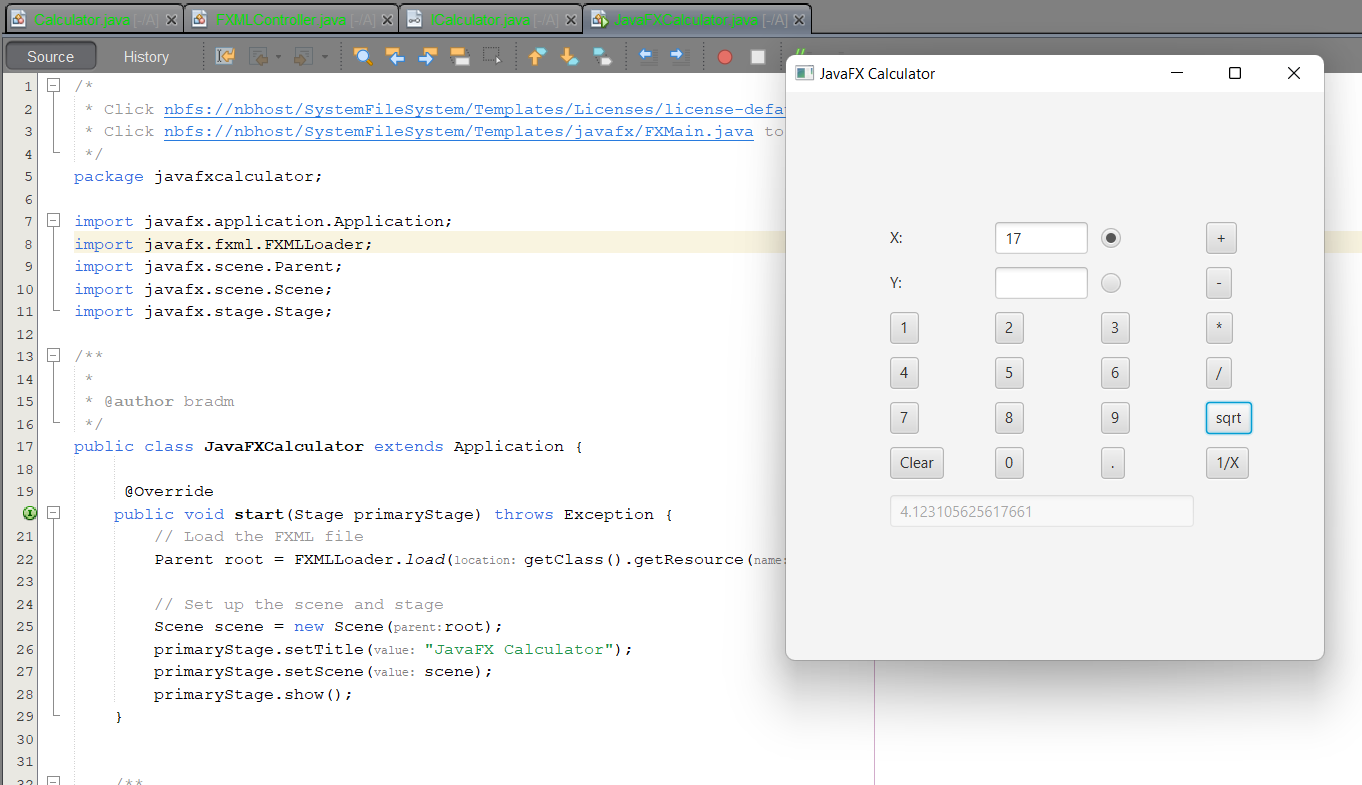 Calculator.java [-/A] FXMLController.java [-/A] ICalculator.java [-/A] JavaFXCalculator.java [-/A]
Source History
1 /*
2 * Click nbfs://nbhost/SystemFileSystem/Templates/Licenses/license-defau
3 * Click nbfs://nbhost/SystemFileSystem/Templates/javafx/FXMain.java to
4 */
5 package javafxcalculator;
6
7 import javafx.application.Application;
8 import javafx.fxml.FXMLLoader;
9 import javafx.scene.Parent;
10 import javafx.scene.Scene;
11 import javafx.stage.Stage;
12
13 /**
14 *
15 * @author bradm
16 */
17 public class JavaFXCalculator extends Application {
18
19 @Override
public void start(Stage primaryStage) throws Exception {
21 // Load the FXML file
22 Parent root = FXMLLoader.load(location: getClass().getResource(name:
23
24 // Set up the scene and stage
25 Scene scene = new Scene(parent:root);
26 primaryStage.setTitle(value: "JavaFX Calculator");
27 primaryStage.setScene(value: scene);
28 primaryStage.show();
29 }
30
31
32 /**
JavaFX Calculator
X: 17 +
Y: -
1 2 3 *
4 5 6 /
7 8 9 sqrt
Clear 0 . 1/X
4.123105625617661